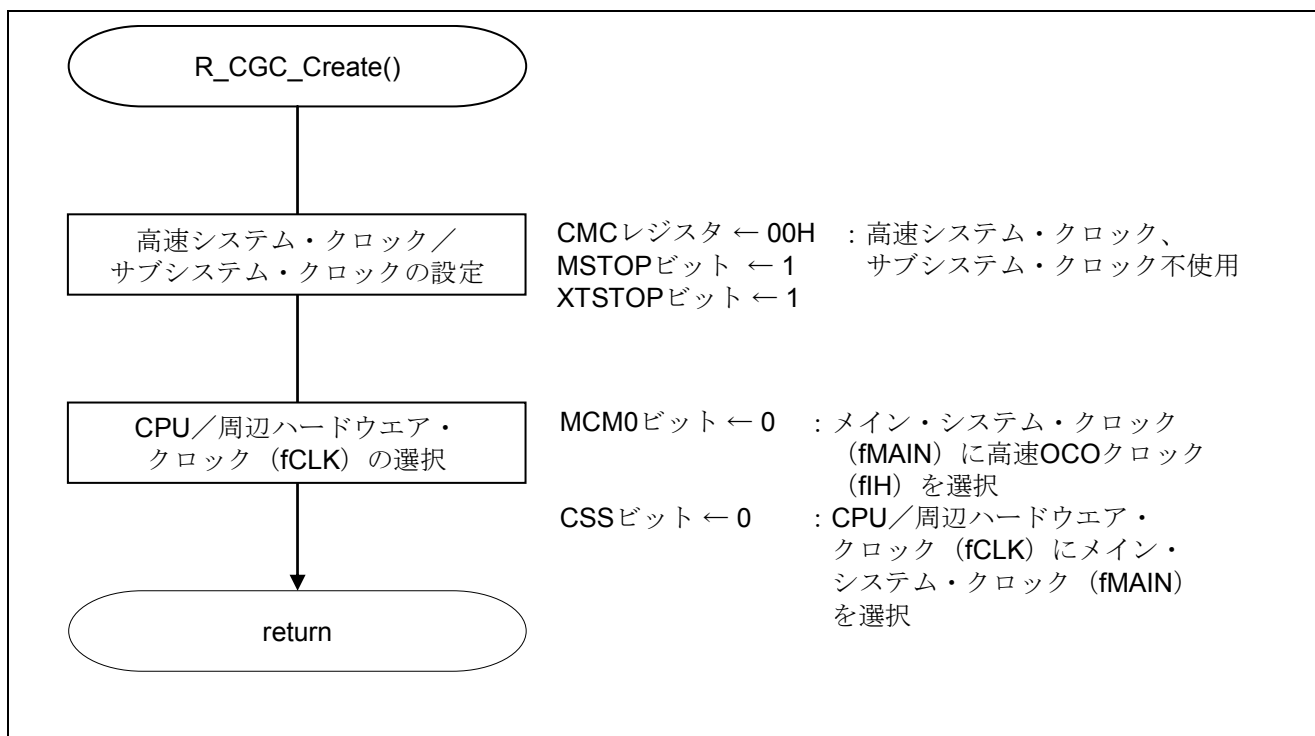 R_CGC_Create()
高速システム・クロック／
サブシステム・クロックの設定
CMCレジスタ ← 00H ：高速システム・クロック、
MSTOPビット ← 1 サブシステム・クロック不使用
XTSTOPビット ← 1
CPU／周辺ハードウエア・
クロック（fCLK）の選択
MCM0ビット ← 0 ：メイン・システム・クロック
（fMAIN）に高速OCOクロック
（fIH）を選択
CSSビット ← 0 ：CPU／周辺ハードウエア・
クロック（fCLK）にメイン・
システム・クロック（fMAIN）
を選択
return